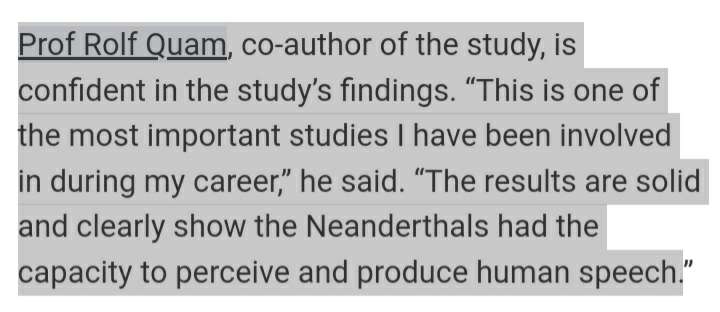 Prof Rolf Quam, co-author of the study, is
confident in the study’s findings. “This is one of
the most important studies I have been involved
in during my career,” he said. “The results are solid
and clearly show the Neanderthals had the
capacity to perceive and produce human speech.”